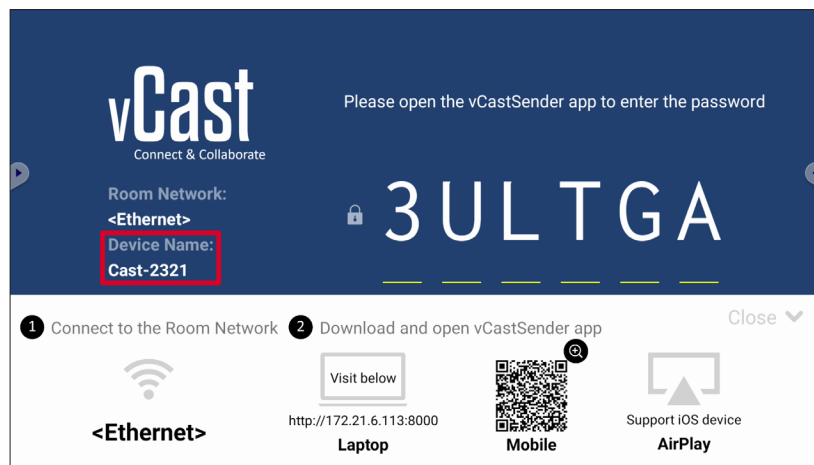 vCast
Connect & Collaborate
Please open the vCastSender app to enter the password
Room Network:
<Ethernet>
Device Name:
Cast-2321
3ULTGA
1 Connect to the Room Network
2 Download and open vCastSender app
Close
<Ethernet>
Visit below
http://172.21.6.113:8000
Laptop
Mobile
Support iOS device
AirPlay